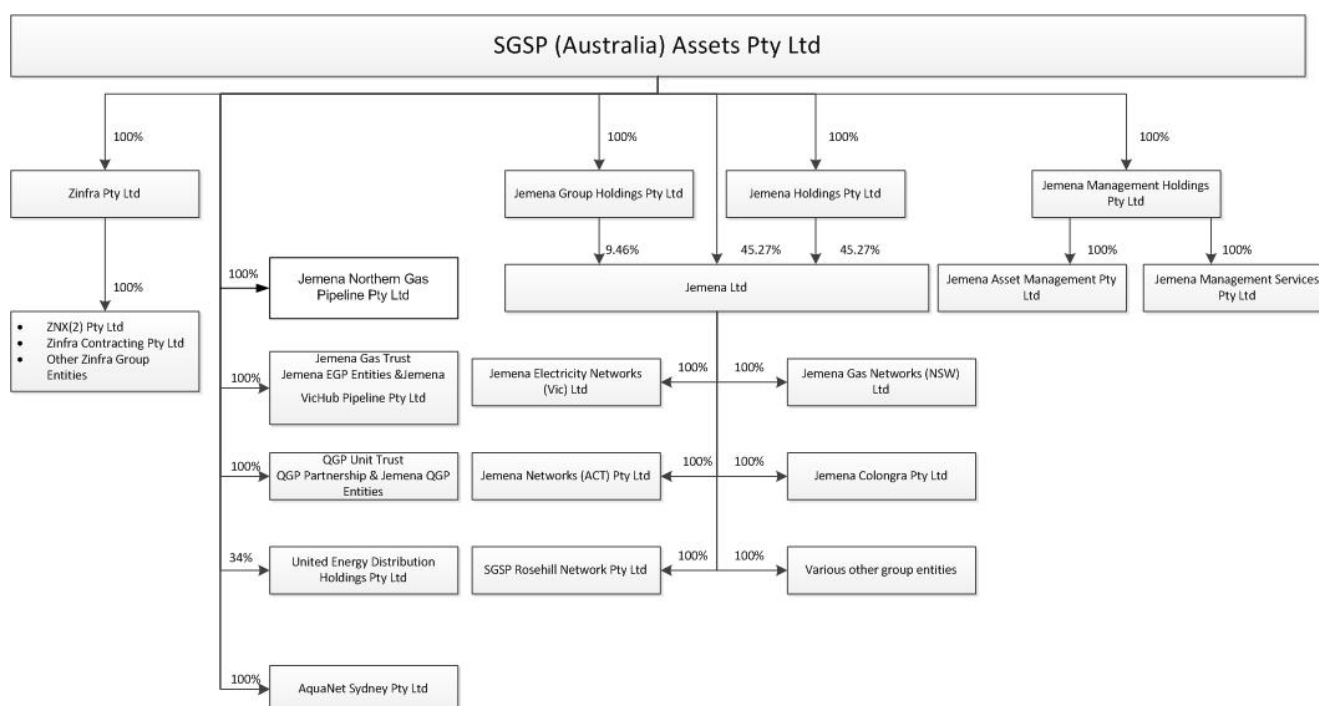 SGSP (Australia) Assets Pty Ltd
100%
100%
100%
100%
Zinfra Pty Ltd
Jemena Group Holdings Pty Ltd
Jemena Holdings Pty Ltd
Jemena Management Holdings
Pty Ltd
9.46%
45.27%
45.27%
100%
100%
100%
Jemena Northern Gas
Pipeline Pty Ltd
Jemena Ltd
Jemena Asset Management Pty
Ltd
Jemena Management Services
Pty Ltd
100%
• ZNX(2) Pty Ltd
• Zinfra Contracting Pty Ltd
• Other Zinfra Group
Entities
100%
Jemena Gas Trust
Jemena EGP Entities &Jemena
VicHub Pipeline Pty Ltd
Jemena Electricity Networks
(Vic) Ltd
100%
100%
Jemena Gas Networks (NSW)
Ltd
100%
QGP Unit Trust
QGP Partnership & Jemena QGP
Entities
Jemena Networks (ACT) Pty Ltd
100%
100%
Jemena Colongra Pty Ltd
34%
United Energy Distribution
Holdings Pty Ltd
SGSP Rosehill Network Pty Ltd
100%
100%
Various other group entities
100%
AquaNet Sydney Pty Ltd